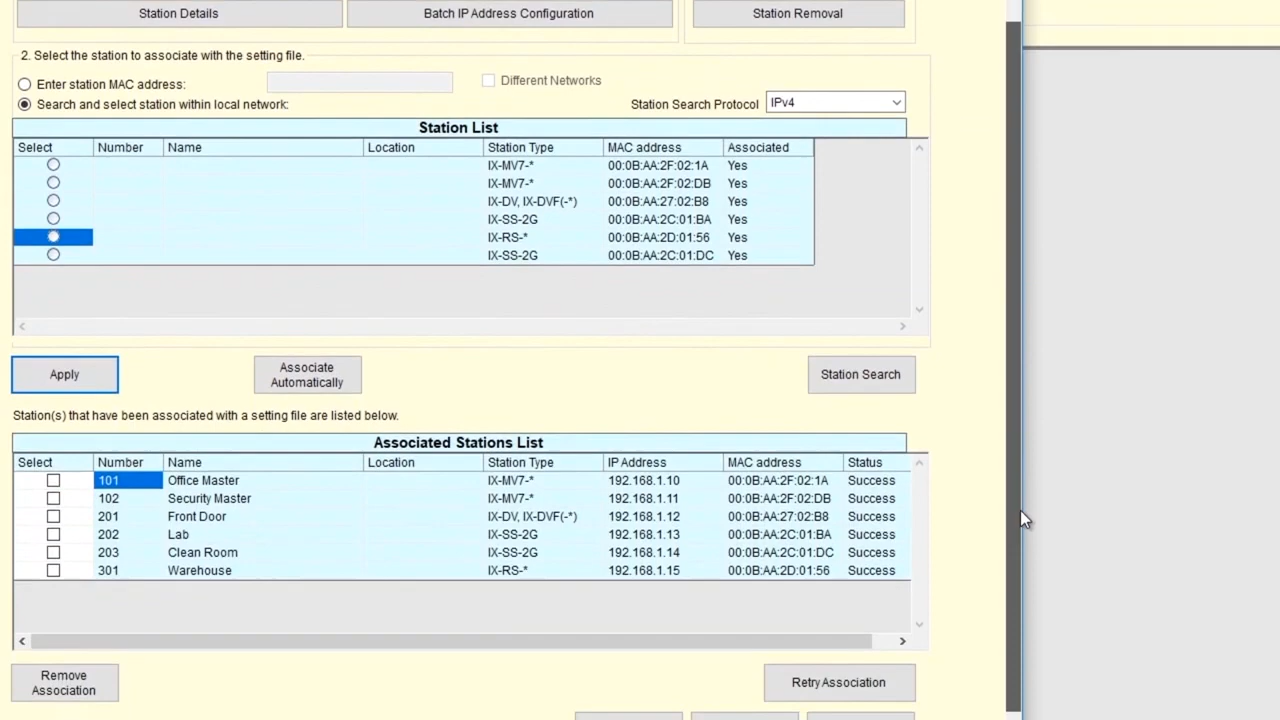 Station Details Batch IP Address Configuration Station Removal
2. Select the station to associate with the setting file.
Enter station MAC address: Different Networks
Search and select station within local network: Station Search Protocol IPv4
Station List
Select Number Name Location Station Type MAC address Associated
IX-MV7-* 00:0B:AA:2F:02:1A Yes
IX-MV7-* 00:0B:AA:2F:02:DB Yes
IX-DV, IX-DVF(-*) 00:0B:AA:27:02:B8 Yes
IX-SS-2G 00:0B:AA:2C:01:BA Yes
IX-RS-* 00:0B:AA:2D:01:56 Yes
IX-SS-2G 00:0B:AA:2C:01:DC Yes
Apply Associate Automatically Station Search
Station(s) that have been associated with a setting file are listed below.
Associated Stations List
Select Number Name Location Station Type IP Address MAC address Status
101 Office Master IX-MV7-* 192.168.1.10 00:0B:AA:2F:02:1A Success
102 Security Master IX-MV7-* 192.168.1.11 00:0B:AA:2F:02:DB Success
201 Front Door IX-DV, IX-DVF(-*) 192.168.1.12 00:0B:AA:27:02:B8 Success
202 Lab IX-SS-2G 192.168.1.13 00:0B:AA:2C:01:BA Success
203 Clean Room IX-SS-2G 192.168.1.14 00:0B:AA:2C:01:DC Success
301 Warehouse IX-RS-* 192.168.1.15 00:0B:AA:2D:01:56 Success
Remove Association Retry Association